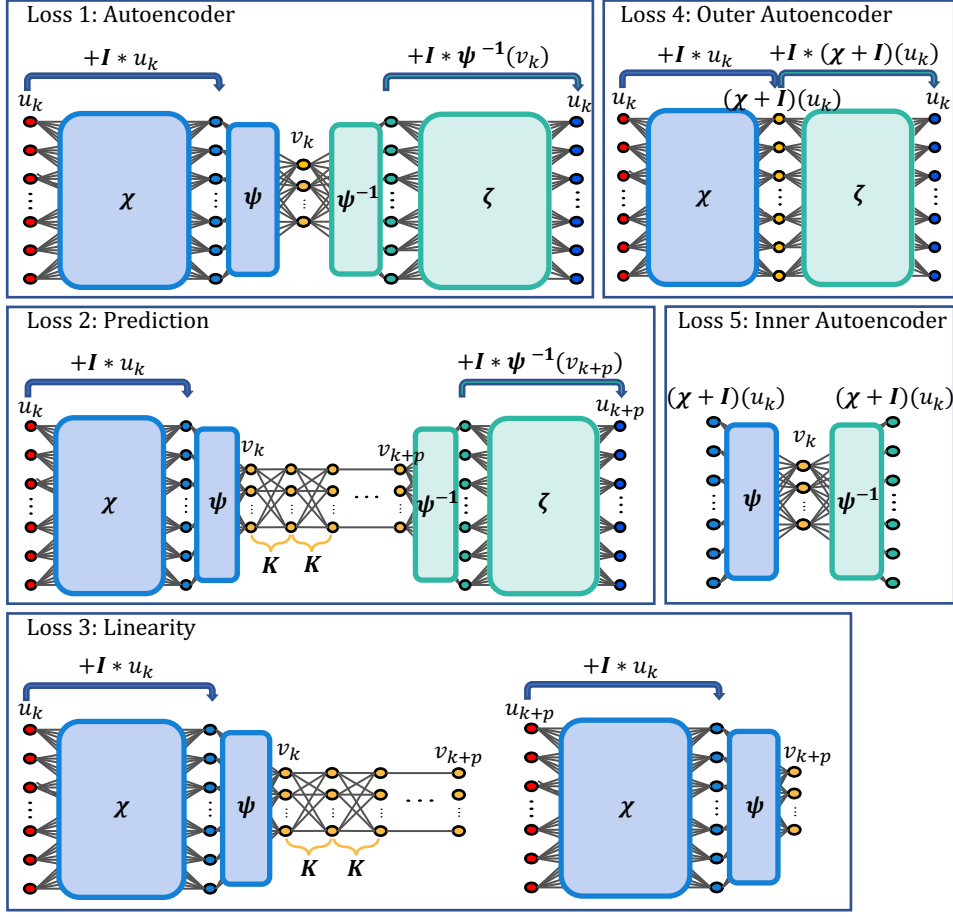 Loss 1: Autoencoder
+I * u_k
+I * ψ⁻¹(v_k)
u_k
u_k
v_k
χ
ψ
ψ⁻¹
ζ
Loss 4: Outer Autoencoder
+I * u_k
+I * (χ + I)(u_k)
u_k
(χ + I)(u_k)
u_k
χ
ζ
Loss 2: Prediction
+I * u_k
+I * ψ⁻¹(v_{k+p})
u_k
u_{k+p}
v_k
v_{k+p}
χ
ψ
...
ψ⁻¹
ζ
K
K
Loss 5: Inner Autoencoder
(χ + I)(u_k)
(χ + I)(u_k)
v_k
ψ
ψ⁻¹
Loss 3: Linearity
+I * u_k
+I * u_k
u_k
u_{k+p}
v_k
v_{k+p}
v_{k+p}
χ
ψ
...
χ
ψ
K
K